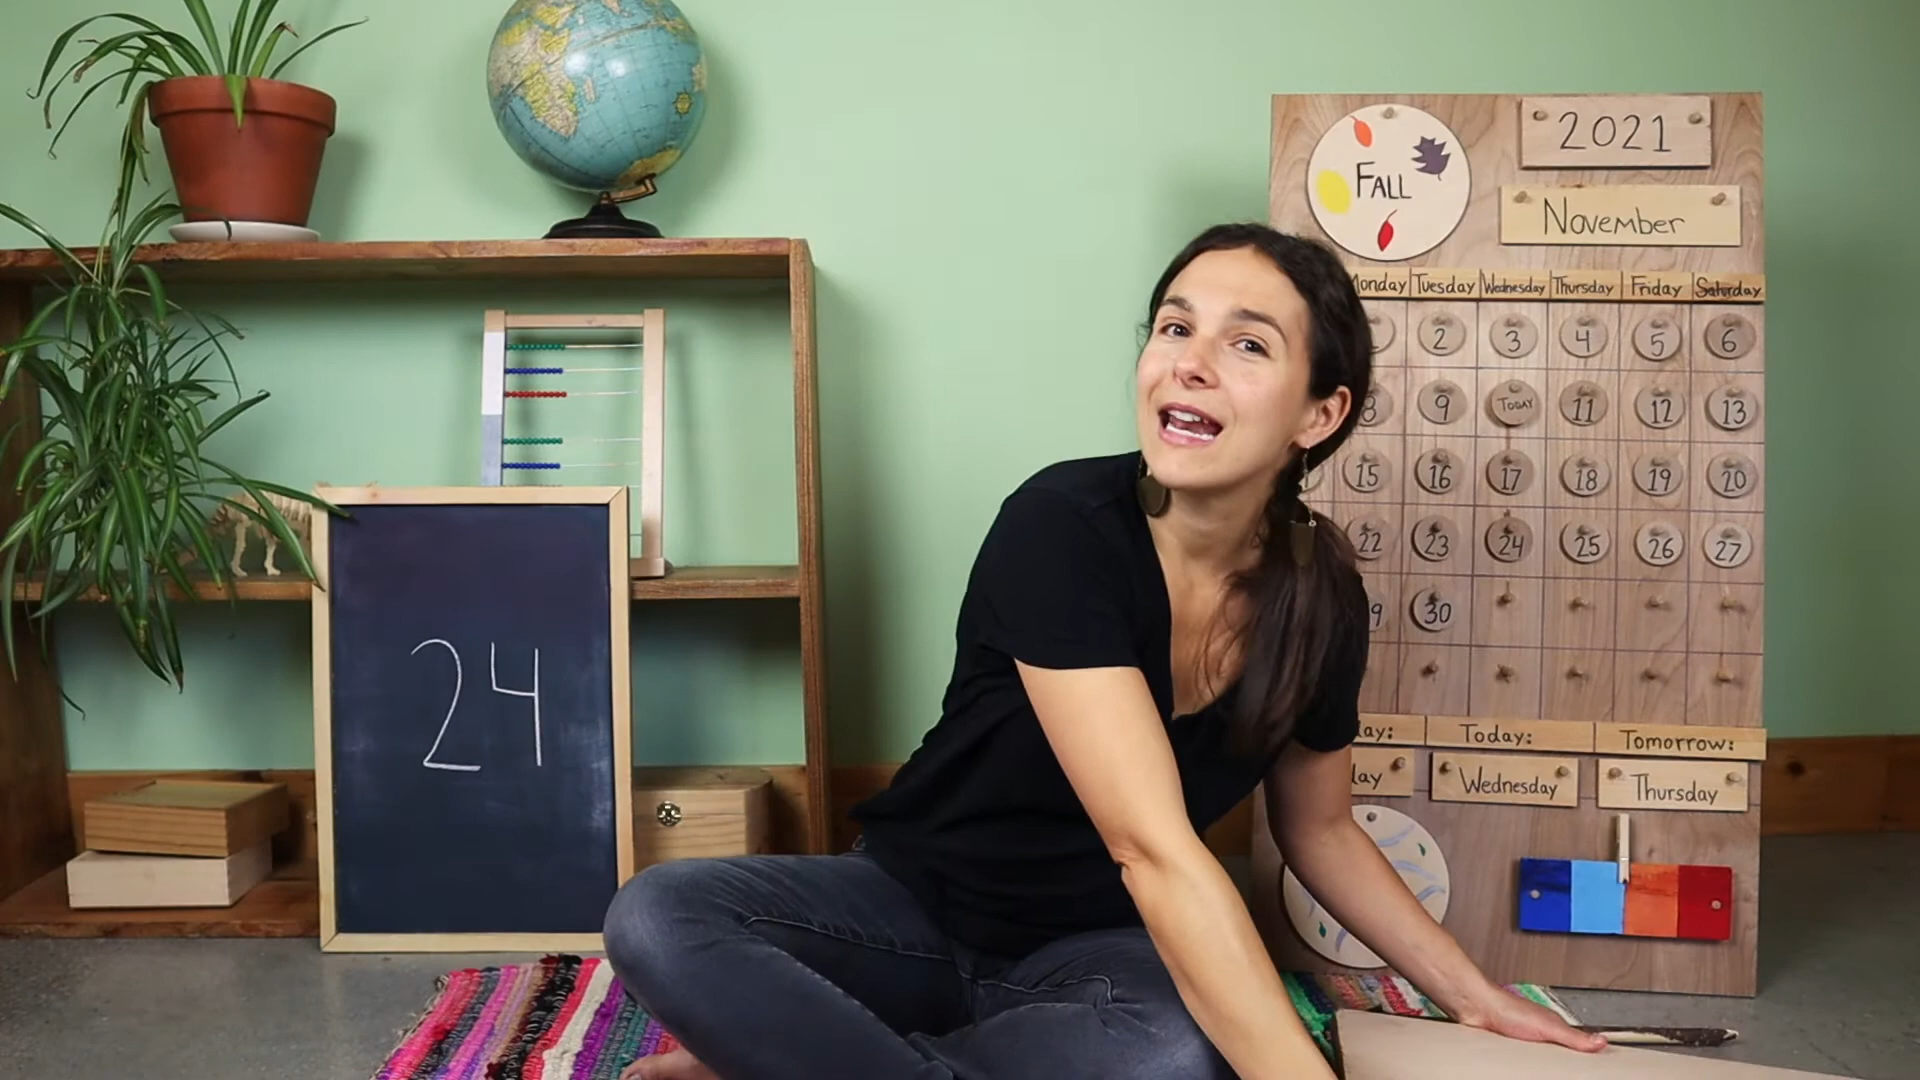 24
FALL
2021
November
Monday Tuesday Wednesday Thursday Friday Saturday
2 3 4 5 6
8 9 TODAY 11 12 13
15 16 17 18 19 20
22 23 24 25 26 27
30
Today: Tomorrow:
Wednesday Thursday